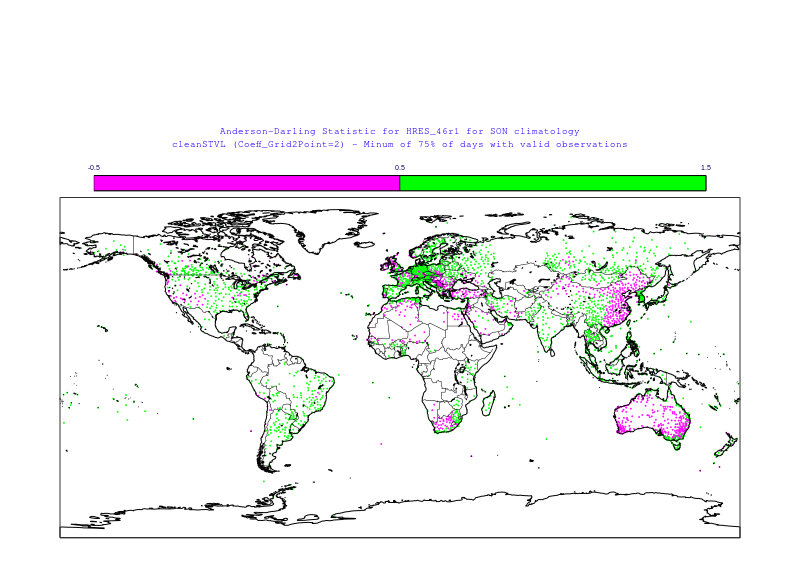 Anderson-Darling Statistic for HRES_46r1 for SON climatology
cleanSTVL (Coeff_Grid2Point=2) - Minum of 75% of days with valid observations
-0.5 0.5 1.5